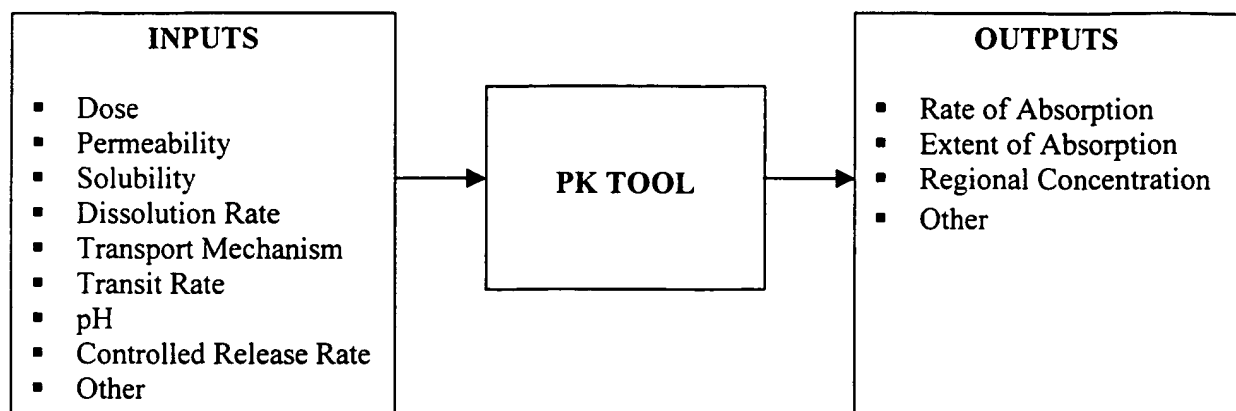 INPUTS
▪ Dose
▪ Permeability
▪ Solubility
▪ Dissolution Rate
▪ Transport Mechanism
▪ Transit Rate
▪ pH
▪ Controlled Release Rate
▪ Other
PK TOOL
OUTPUTS
▪ Rate of Absorption
▪ Extent of Absorption
▪ Regional Concentration
▪ Other